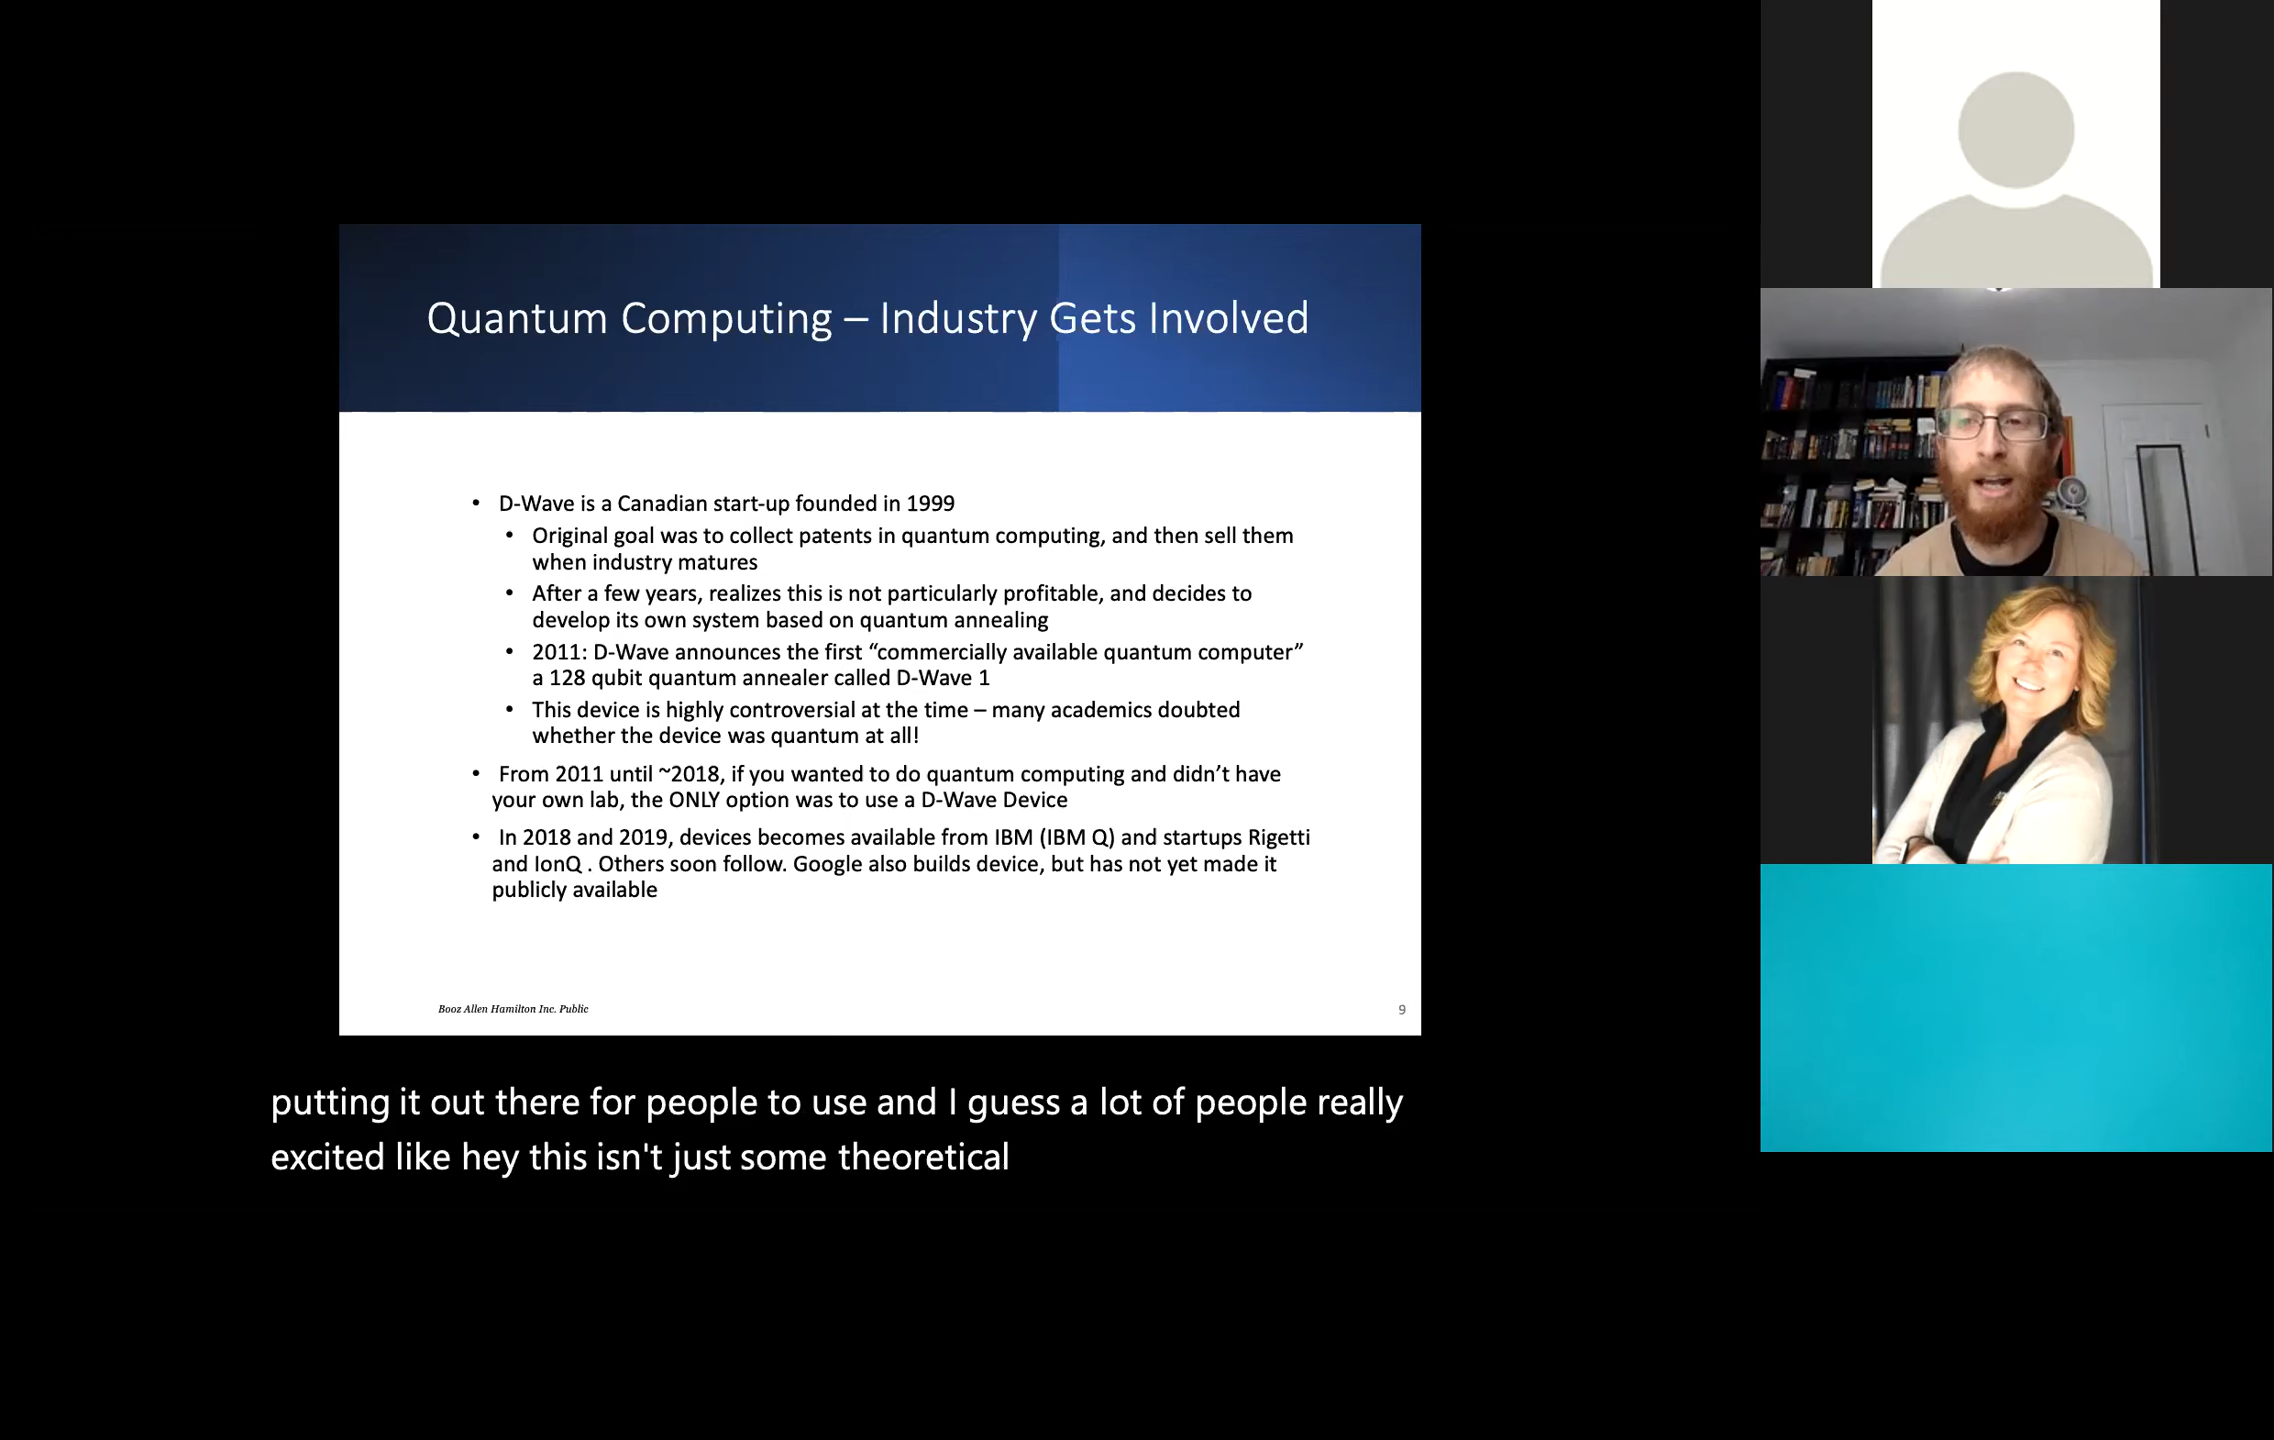 Quantum Computing – Industry Gets Involved
• D-Wave is a Canadian start-up founded in 1999
• Original goal was to collect patents in quantum computing, and then sell them
when industry matures
• After a few years, realizes this is not particularly profitable, and decides to
develop its own system based on quantum annealing
• 2011: D-Wave announces the first “commercially available quantum computer”
a 128 qubit quantum annealer called D-Wave 1
• This device is highly controversial at the time – many academics doubted
whether the device was quantum at all!
• From 2011 until ~2018, if you wanted to do quantum computing and didn’t have
your own lab, the ONLY option was to use a D-Wave Device
• In 2018 and 2019, devices becomes available from IBM (IBM Q) and startups Rigetti
and IonQ . Others soon follow. Google also builds device, but has not yet made it
publicly available
Booz Allen Hamilton Inc. Public
9
putting it out there for people to use and I guess a lot of people really
excited like hey this isn't just some theoretical